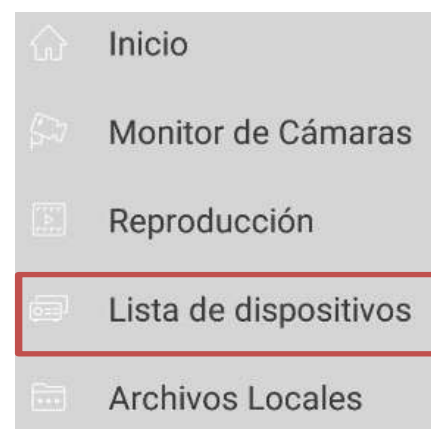 Inicio
Monitor de Cámaras
Reproducción
Lista de dispositivos
Archivos Locales